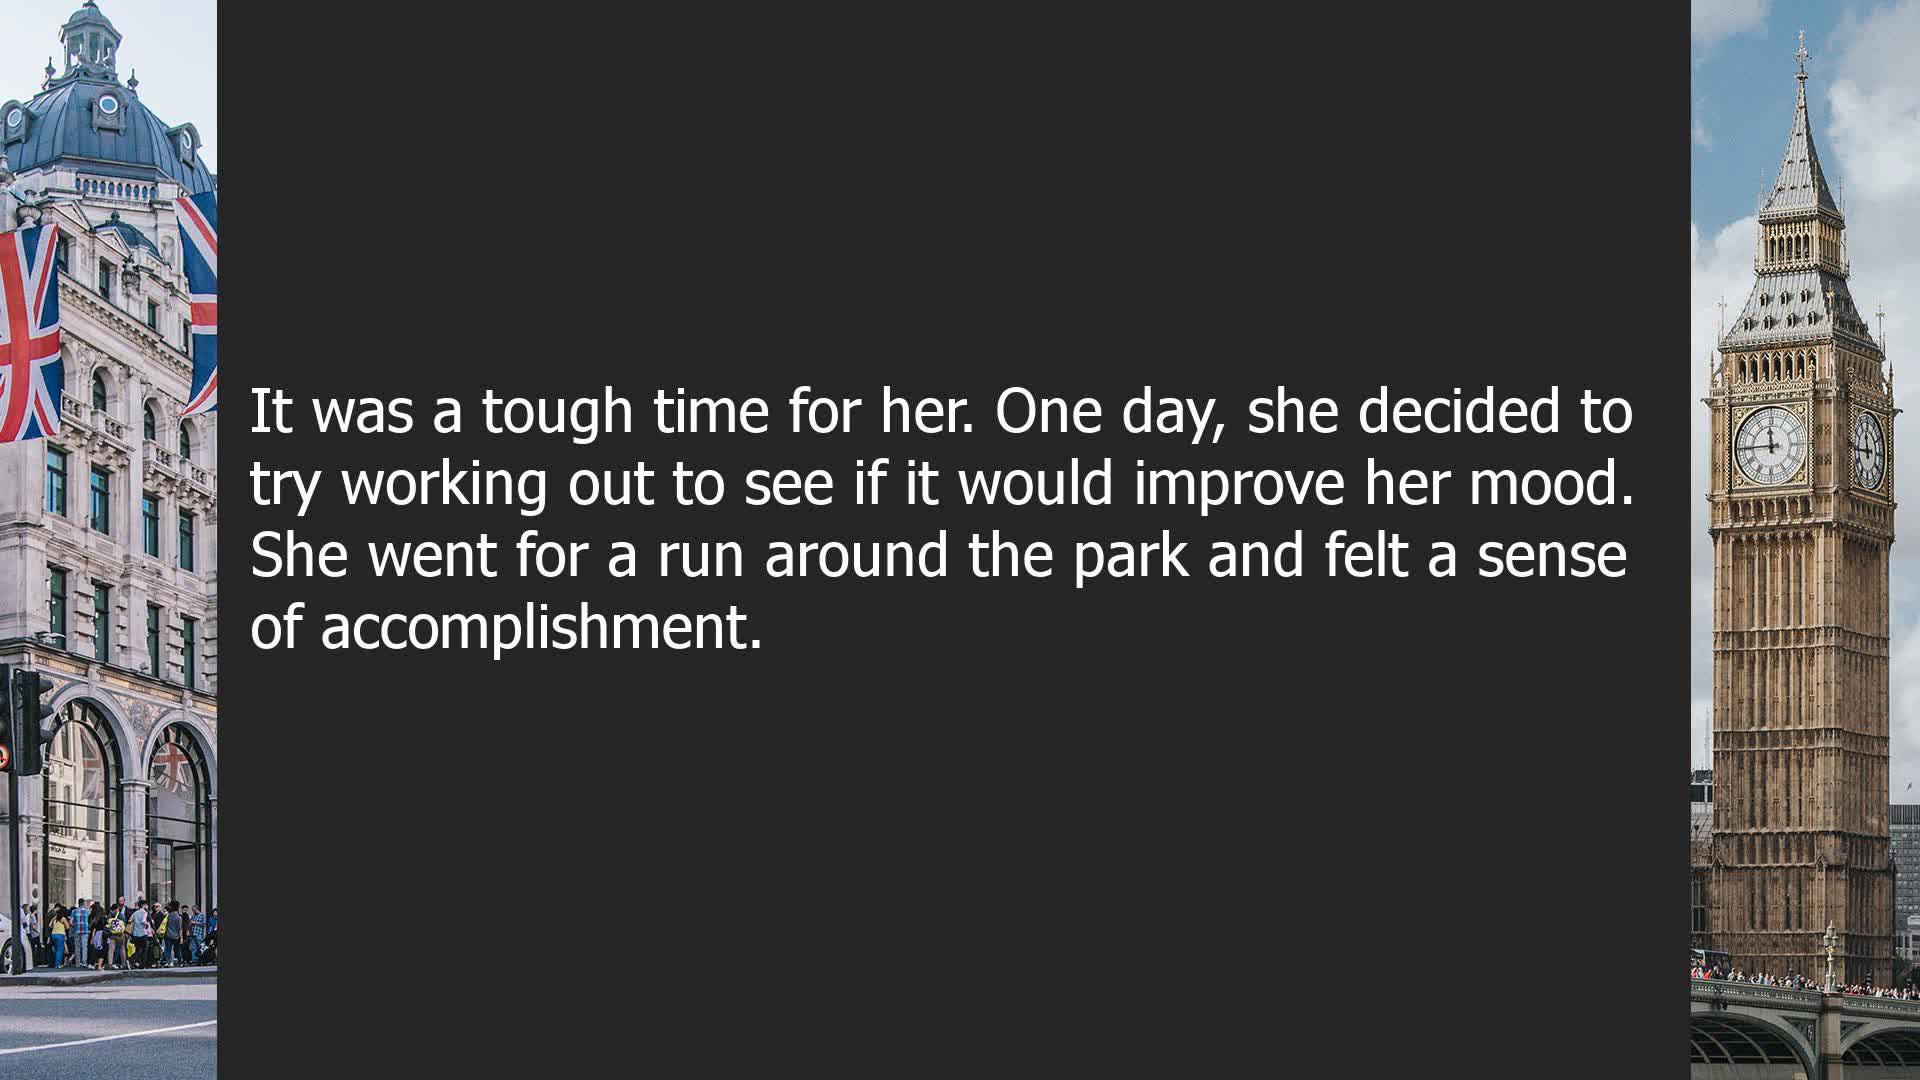 It was a tough time for her. One day, she decided to
try working out to see if it would improve her mood.
She went for a run around the park and felt a sense
of accomplishment.